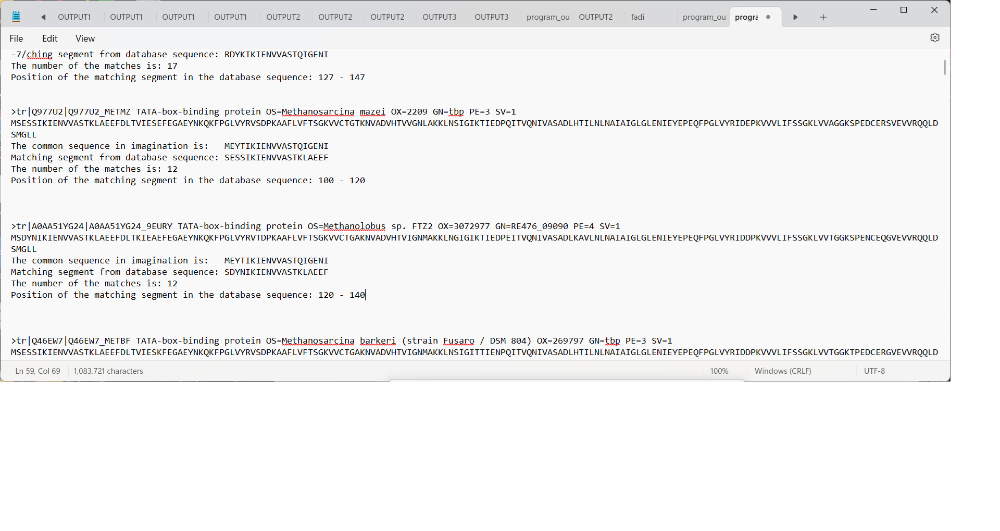 OUTPUT1 OUTPUT1 OUTPUT1 OUTPUT1 OUTPUT2 OUTPUT2 OUTPUT2 OUTPUT3 OUTPUT3 program_ou OUTPUT2 fadi program_ou progra
File Edit View
-7/ching segment from database sequence: RDYKIKIENVVASTQIGENI
The number of the matches is: 17
Position of the matching segment in the database sequence: 127 - 147
>tr|Q977U2|Q977U2_METMZ TATA-box-binding protein OS=Methanosarcina mazei OX=2209 GN=tbp PE=3 SV=1
MSESSIKIENVVASTKLAEEFDLTVIESEFEGAEYNKQKFPGLVYRVSDPKAAFLVFTSGKVVCTGTKNVADVHTVVGNLAKKLNSIGIKTIEDPQITVQNIVASADLHTILNLNAIAIGLGLENIEYEPEQFPGLVYRIDEPKVVVLIFSSGKLVVAGGKSPEDCERSVEVVRQQLD
SMGLL
The common sequence in imagination is: MEYTIKIENVVASTQIGENI
Matching segment from database sequence: SESSIKIENVVASTKLAEEF
The number of the matches is: 12
Position of the matching segment in the database sequence: 100 - 120
>tr|A0AA51YG24|A0AA51YG24_9EURY TATA-box-binding protein OS=Methanolobus sp. FTZ2 OX=3072977 GN=RE476_09090 PE=4 SV=1
MSDYNIKIENVVASTKLAEEFDLTKIEAEFEGAEYNKQKFPGLVYRVTDPKAAFLVFTSGKVVCTGAKNVADVHTVIGNMAKKLNGIGIKTIEDPEITVQNIVASADLKAVLNLNAIAIGLGLENIEYEPEQFPGLVYRIDDPKVVVLIFSSGKLVVTGGKSPENCEQGVEVVRQQLD
SMGLL
The common sequence in imagination is: MEYTIKIENVVASTQIGENI
Matching segment from database sequence: SDYNIKIENVVASTKLAEEF
The number of the matches is: 12
Position of the matching segment in the database sequence: 120 - 140
>tr|Q46EW7|Q46EW7_METBF TATA-box-binding protein OS=Methanosarcina barkeri (strain Fusaro / DSM 804) OX=269797 GN=tbp PE=3 SV=1
MSESSIKIENVVASTKLAEEFDLTVIESKFEGAEYNKQKFPGLVYRVSDPKAAFLVFTSGKVVCTGAKNVADVHTVIGNMAKKLNSIGITTIENPQITVQNIVASADLHTILNLNAIAIGLGLENIEYEPEQFPGLVYRIDDPKVVVLIFSSGKLVVTGGKTPEDCERGVEVVRQQLD
Ln 59, Col 69 1,083,721 characters 100% Windows (CRLF) UTF-8